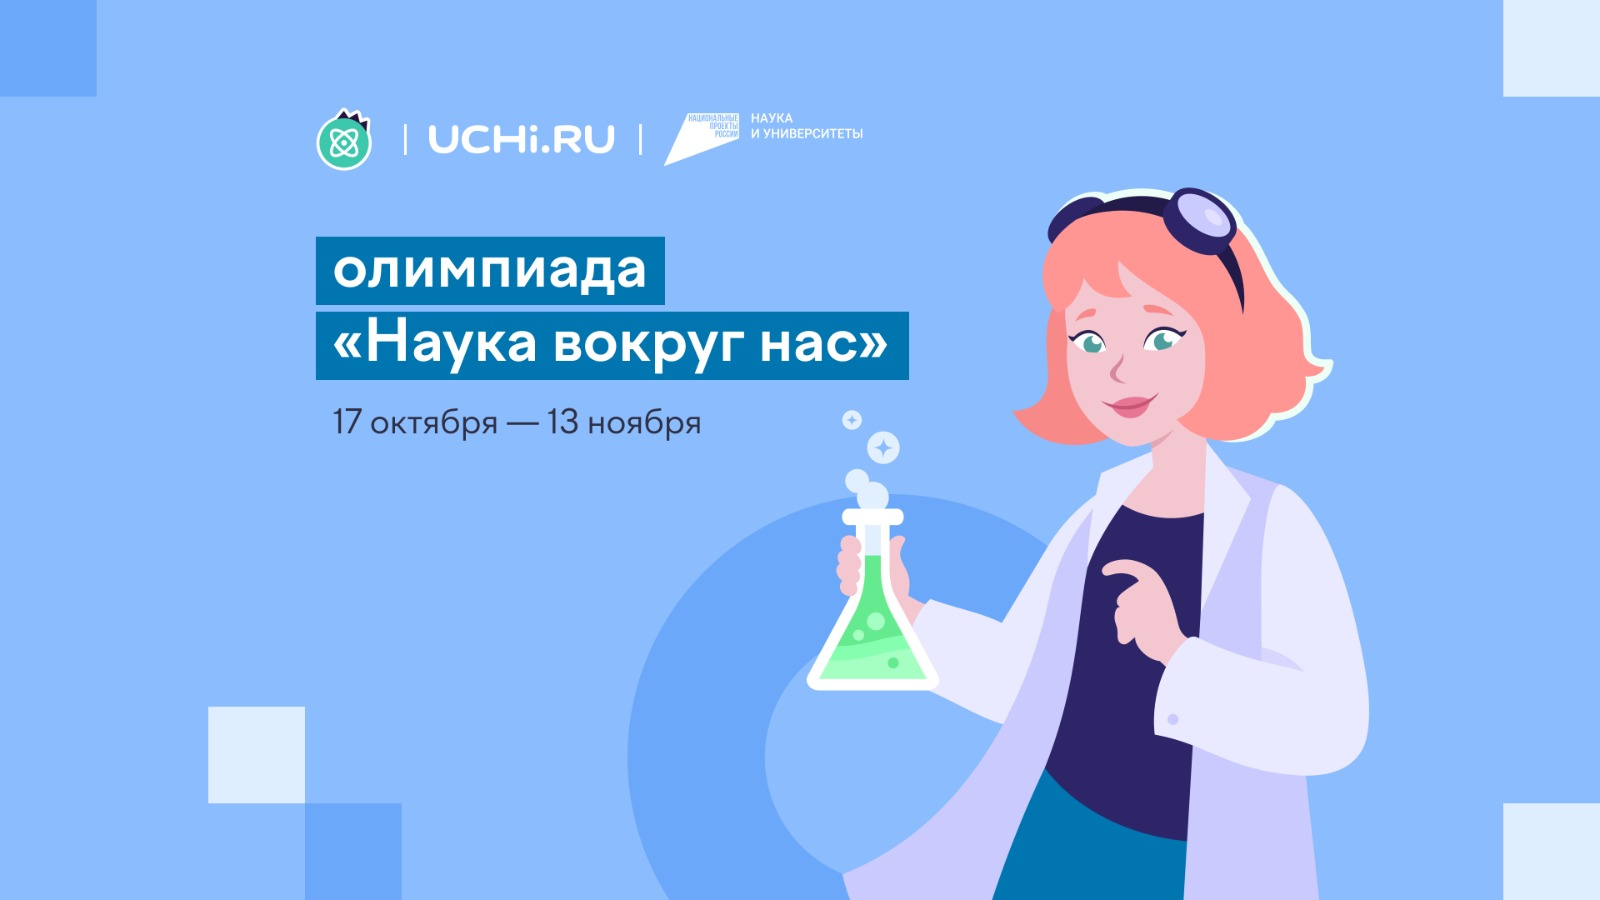 UCHi.RU
НАЦИОНАЛЬНЫЕ
ПРОЕКТЫ
РОССИИ
НАУКА
И УНИВЕРСИТЕТЫ
олимпиада
«Наука вокруг нас»
17 октября — 13 ноября